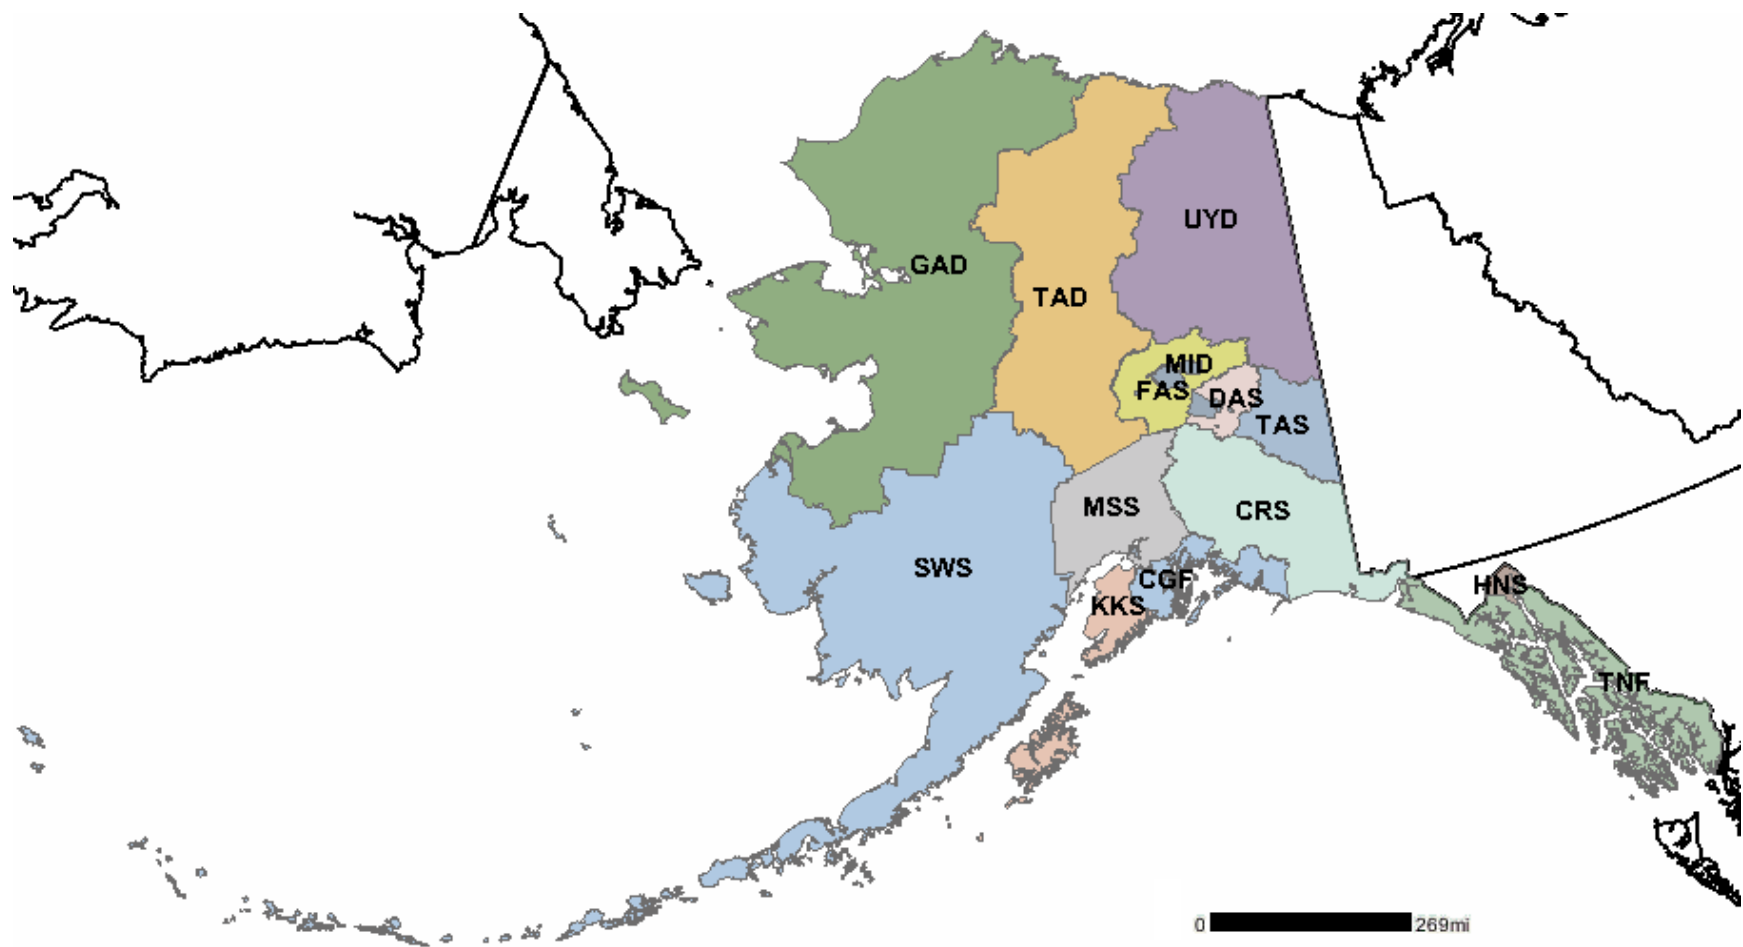 UYD
GAD
TAD
MID
FAS
DAS
TAS
MSS
CRS
SWS
CGF
KKS
HNS
TNF
0 269mi